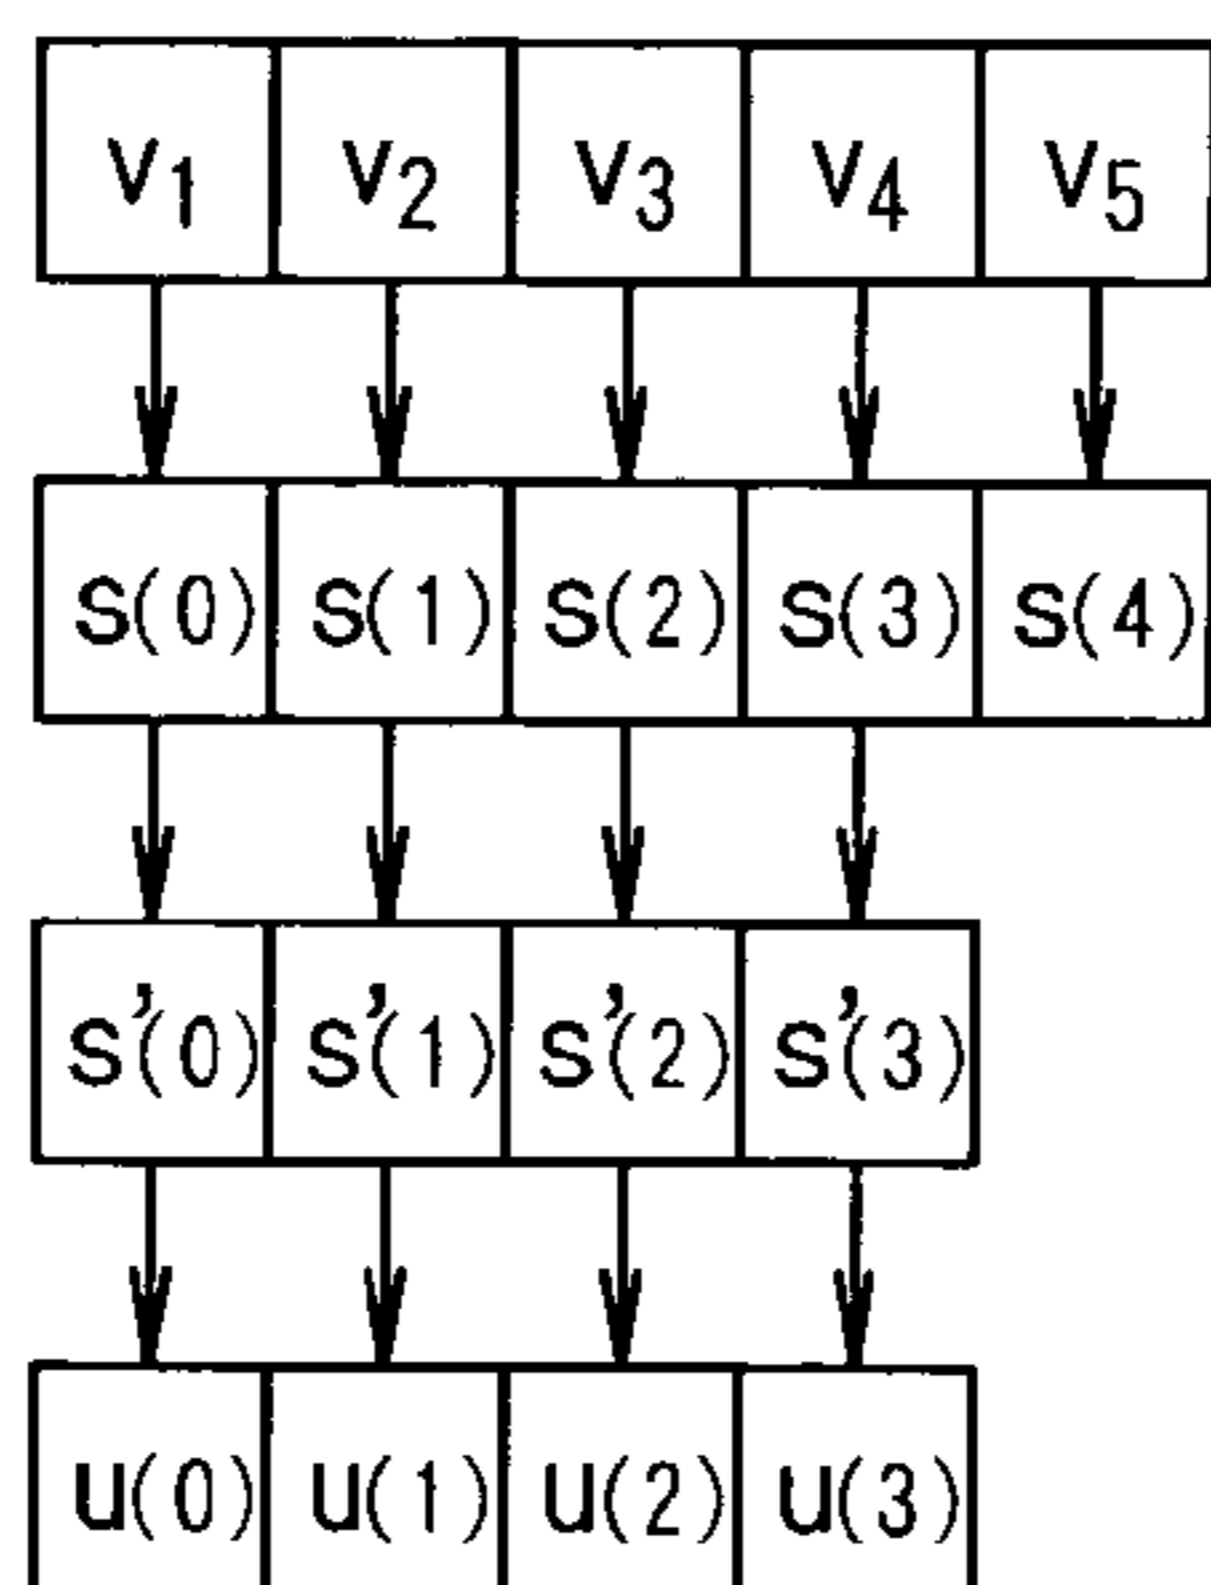 v₁ v₂ v₃ v₄ v₅
s(0) s(1) s(2) s(3) s(4)
s'(0) s'(1) s'(2) s'(3)
u(0) u(1) u(2) u(3)